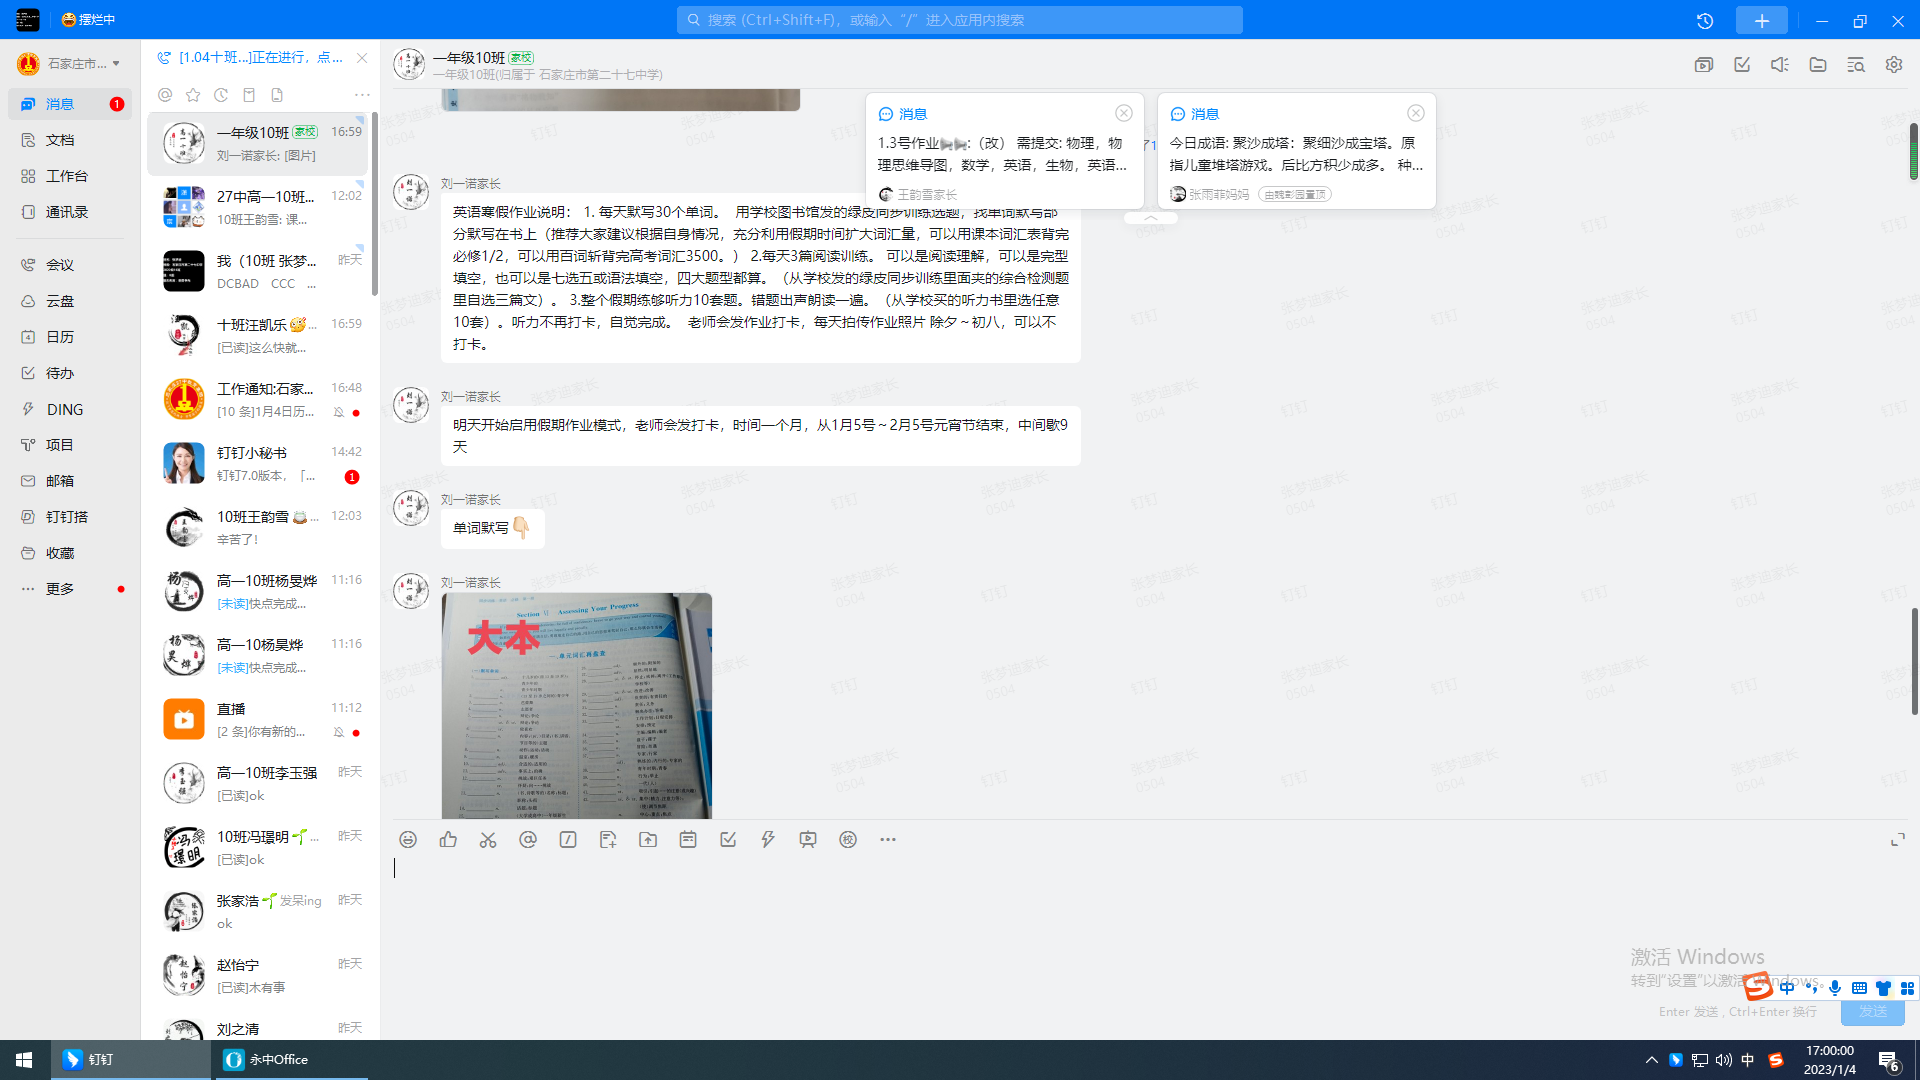 摆烂中
搜索 (Ctrl+Shift+F)，或输入 “/” 进入应用内搜索
石家庄市...
消息
1
文档
工作台
通讯录
会议
云盘
日历
待办
DING
项目
邮箱
钉钉搭
收藏
更多
[1.04十班...]正在进行，点...
一年级10班 家校 16:59
刘一诺家长: [图片]
27中高一10班... 12:02
10班王韵雪: 课...
我（10班 张梦... 昨天
DCBAD CCC ...
十班汪凯乐 ... 16:59
[已读]这么快就...
工作通知:石家... 16:48
[10 条]1月4日历...
钉钉小秘书 14:42
钉钉7.0版本，「... 1
10班王韵雪 ... 12:03
辛苦了!
高一10班杨旻烨 11:16
[未读]快点完成...
高一10杨昊烨 11:16
[未读]快点完成...
直播 11:12
[2 条]你有新的...
高一10班李玉强 昨天
[已读]ok
10班冯璟明 ... 昨天
[已读]ok
张家浩 发呆ing 昨天
ok
赵怡宁 昨天
[已读]木有事
刘之清 昨天
一年级10班 家校
一年级10班(归属于 石家庄市第二十七中学)
消息
1.3号作业 :（改） 需提交: 物理，物
理思维导图，数学，英语，生物，英语...
王韵雪家长
消息
今日成语: 聚沙成塔：聚细沙成宝塔。原
指儿童堆塔游戏。后比方积少成多。 种...
张雨菲妈妈 由魏彭园置顶
刘一诺家长
英语寒假作业说明： 1. 每天默写30个单词。 用学校图书馆发的绿皮同步训练选题，找单词默写部
分默写在书上（推荐大家建议根据自身情况，充分利用假期时间扩大词汇量，可以用课本词汇表背完
必修1/2，可以用百词斩背完高考词汇3500。） 2.每天3篇阅读训练。 可以是阅读理解，可以是完型
填空，也可以是七选五或语法填空，四大题型都算。（从学校发的绿皮同步训练里面夹的综合检测题
里自选三篇文）。 3.整个假期练够听力10套题。错题出声朗读一遍。（从学校买的听力书里选任意
10套）。听力不再打卡，自觉完成。 老师会发作业打卡，每天拍传作业照片 除夕～初八，可以不
打卡。
刘一诺家长
明天开始启用假期作业模式，老师会发打卡，时间一个月，从1月5号～2月5号元宵节结束，中间歇9
天
刘一诺家长
单词默写
刘一诺家长
Section VI Assessing Your Progress
大本
一、单元词汇再盘查
张梦迪家长 0504
钉钉
激活 Windows
转到“设置”以激活 Windows。
中
Enter 发送 , Ctrl+Enter 换行
发送
钉钉
永中Office
中
17:00:00
2023/1/4
6